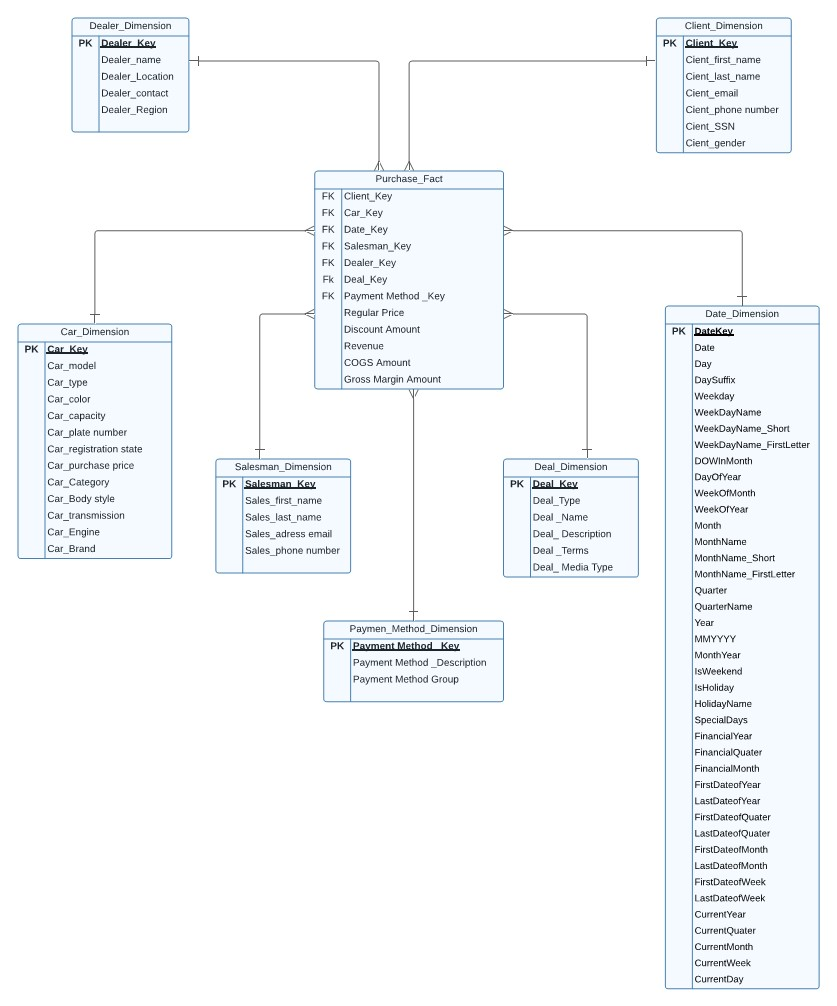 Dealer_Dimension
PK Dealer_Key
Dealer_name
Dealer_Location
Dealer_contact
Dealer_Region
Client_Dimension
PK Client_Key
Cient_first_name
Cient_last_name
Cient_email
Cient_phone number
Cient_SSN
Cient_gender
Purchase_Fact
FK Client_Key
FK Car_Key
FK Date_Key
FK Salesman_Key
FK Dealer_Key
Fk Deal_Key
FK Payment Method _Key
Regular Price
Discount Amount
Revenue
COGS Amount
Gross Margin Amount
Car_Dimension
PK Car_Key
Car_model
Car_type
Car_color
Car_capacity
Car_plate number
Car_registration state
Car_purchase price
Car_Category
Car_Body style
Car_transmission
Car_Engine
Car_Brand
Salesman_Dimension
PK Salesman_Key
Sales_first_name
Sales_last_name
Sales_adress email
Sales_phone number
Deal_Dimension
PK Deal_Key
Deal_Type
Deal _Name
Deal_ Description
Deal _Terms
Deal_ Media Type
Paymen_Method_Dimension
PK Payment Method _Key
Payment Method _Description
Payment Method Group
Date_Dimension
PK DateKey
Date
Day
DaySuffix
Weekday
WeekDayName
WeekDayName_Short
WeekDayName_FirstLetter
DOWInMonth
DayOfYear
WeekOfMonth
WeekOfYear
Month
MonthName
MonthName_Short
MonthName_FirstLetter
Quarter
QuarterName
Year
MMYYYY
MonthYear
IsWeekend
IsHoliday
HolidayName
SpecialDays
FinancialYear
FinancialQuater
FinancialMonth
FirstDateofYear
LastDateofYear
FirstDateofQuater
LastDateofQuater
FirstDateofMonth
LastDateofMonth
FirstDateofWeek
LastDateofWeek
CurrentYear
CurrentQuater
CurrentMonth
CurrentWeek
CurrentDay